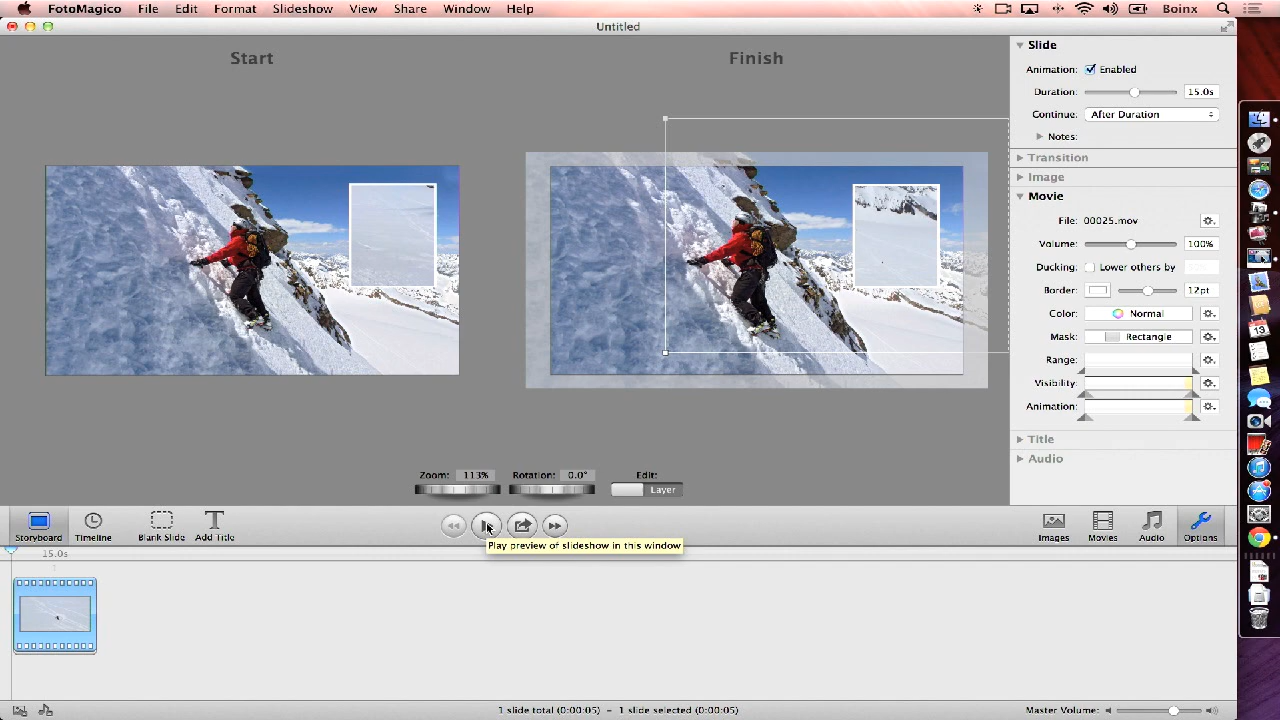 FotoMagico File Edit Format Slideshow View Share Window Help Boinx
Untitled
Start Finish
Slide
Animation: Enabled
Duration: 15.0s
Continue: After Duration
Notes:
Transition
Image
Movie
File: 00025.mov
Volume: 100%
Ducking: Lower others by
Border: 12pt
Color: Normal
Mask: Rectangle
Range:
Visibility:
Animation:
Title
Audio
Zoom: 113% Rotation: 0.0° Edit:
Layer
Storyboard Timeline Blank Slide Add Title Images Movies Audio Options
Play preview of slideshow in this window
15.0s
1
1 slide total (0:00:05) – 1 slide selected (0:00:05) Master Volume: